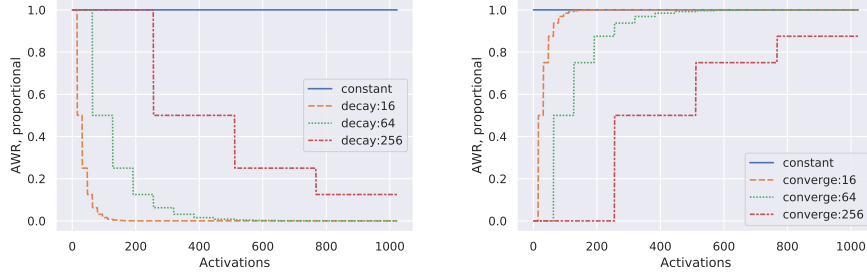 1.0
0.8
0.6
0.4
0.2
0.0
AWR, proportional
constant
decay:16
decay:64
decay:256
0 200 400 600 800 1000
Activations
1.0
0.8
0.6
0.4
0.2
0.0
AWR, proportional
constant
converge:16
converge:64
converge:256
0 200 400 600 800 1000
Activations